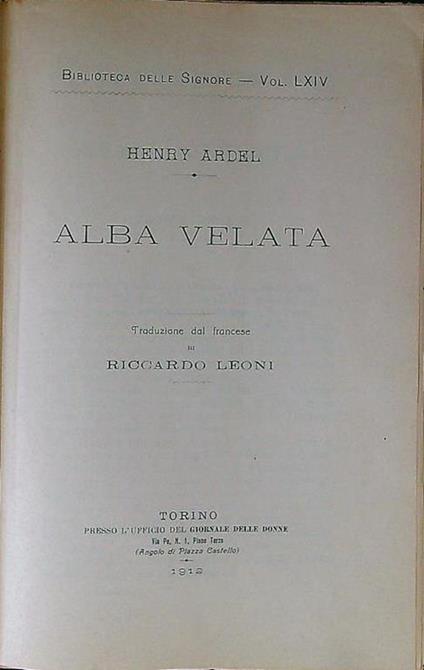 BIBLIOTECA DELLE SIGNORE — VOL. LXIV
HENRY ARDEL
ALBA VELATA
Traduzione dal francese
DI
RICCARDO LEONI
TORINO
PRESSO L'UFFICIO DEL GIORNALE DELLE DONNE
Via Po, N. 1, Piano Terzo
(Angolo di Piazza Castello)
1912